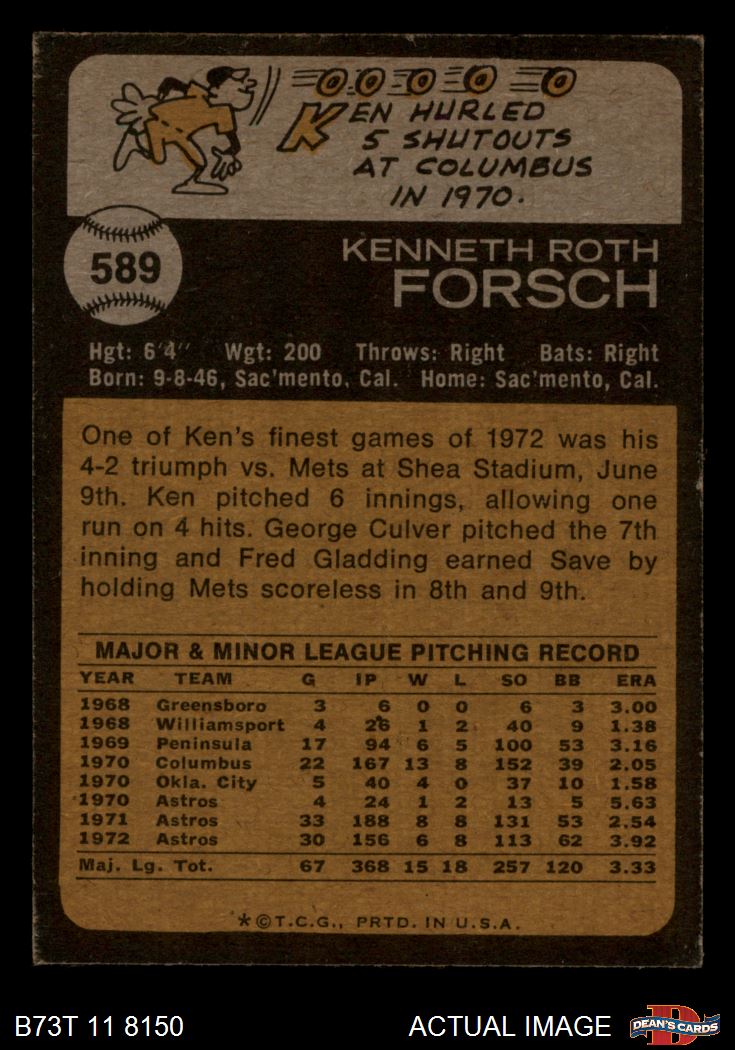 KEN HURLED
5 SHUTOUTS
AT COLUMBUS
IN 1970.
589
KENNETH ROTH
FORSCH
Hgt: 6'4" Wgt: 200 Throws: Right Bats: Right
Born: 9-8-46, Sac'mento, Cal. Home: Sac'mento, Cal.
One of Ken's finest games of 1972 was his
4-2 triumph vs. Mets at Shea Stadium, June
9th. Ken pitched 6 innings, allowing one
run on 4 hits. George Culver pitched the 7th
inning and Fred Gladding earned Save by
holding Mets scoreless in 8th and 9th.
MAJOR & MINOR LEAGUE PITCHING RECORD
YEAR TEAM G IP W L SO BB ERA
1968 Greensboro 3 6 0 0 6 3 3.00
1968 Williamsport 4 26 1 2 40 9 1.38
1969 Peninsula 17 94 6 5 100 53 3.16
1970 Columbus 22 167 13 8 152 39 2.05
1970 Okla. City 5 40 4 0 37 10 1.58
1970 Astros 4 24 1 2 13 5 5.63
1971 Astros 33 188 8 8 131 53 2.54
1972 Astros 30 156 6 8 113 62 3.92
Maj. Lg. Tot. 67 368 15 18 257 120 3.33
*©T.C.G., PRTD. IN U.S.A.
B73T 11 8150 ACTUAL IMAGE DEAN'S CARDS